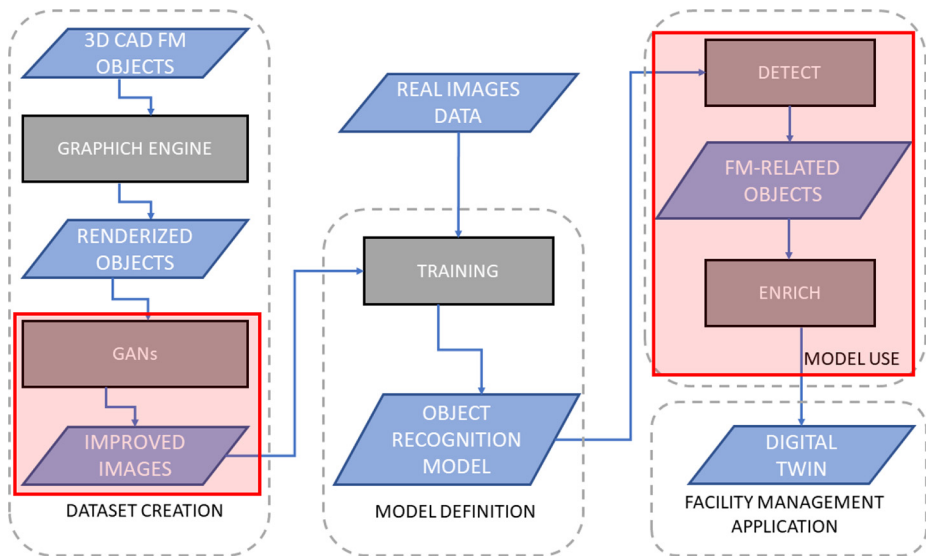 3D CAD FM
OBJECTS
GRAPHICH ENGINE
RENDERIZED
OBJECTS
GANs
IMPROVED
IMAGES
DATASET CREATION
REAL IMAGES
DATA
TRAINING
OBJECT
RECOGNITION
MODEL
MODEL DEFINITION
DETECT
FM-RELATED
OBJECTS
ENRICH
MODEL USE
DIGITAL
TWIN
FACILITY MANAGEMENT
APPLICATION